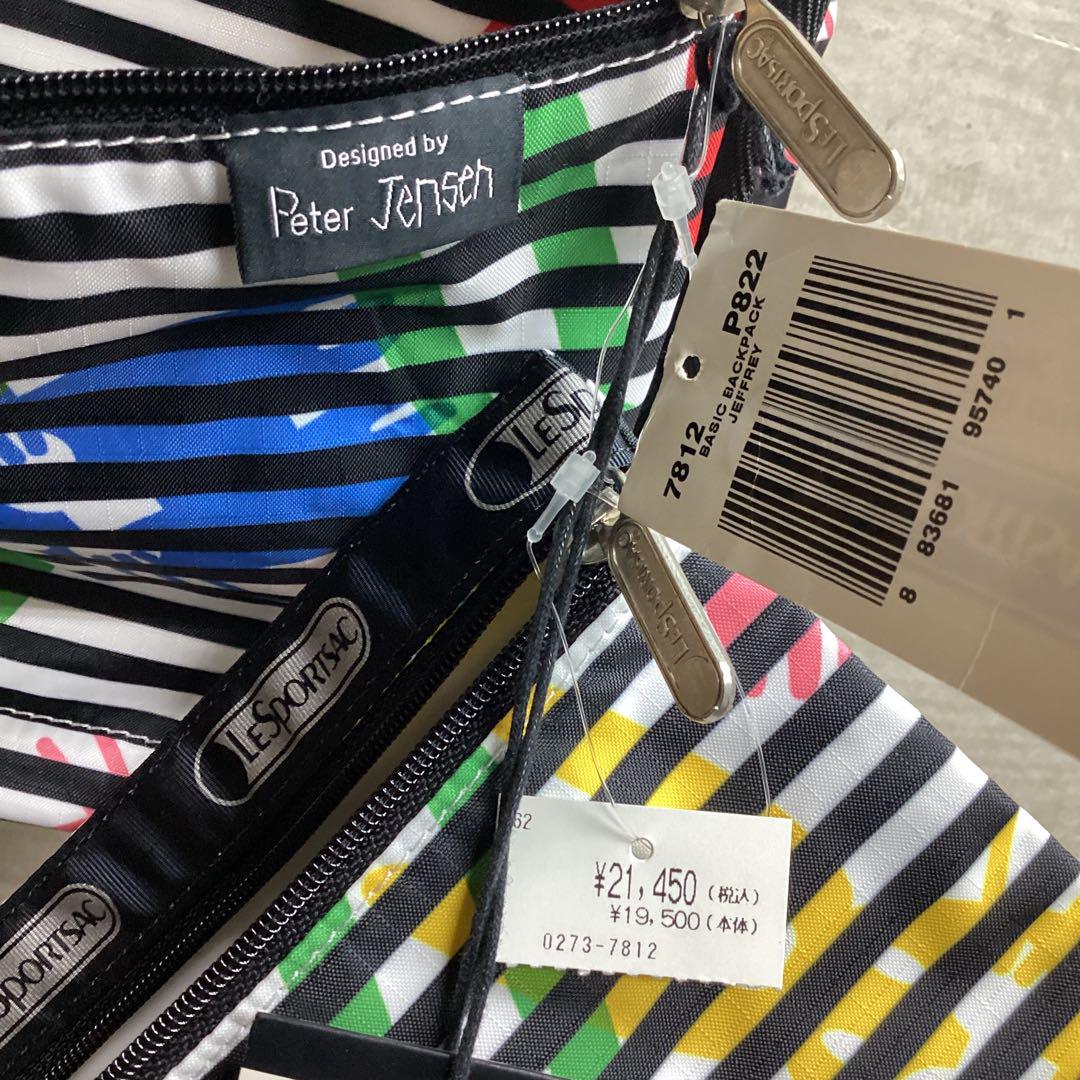 Designed by
Peter Jensen
LeSportsac
7812 P822
BASIC BACKPACK
JEFFREY
8 83681 95740 1
LeSportsac
LeSportsac
LeSportsac
62
¥21,450(税込)
¥19,500(本体)
0273-7812